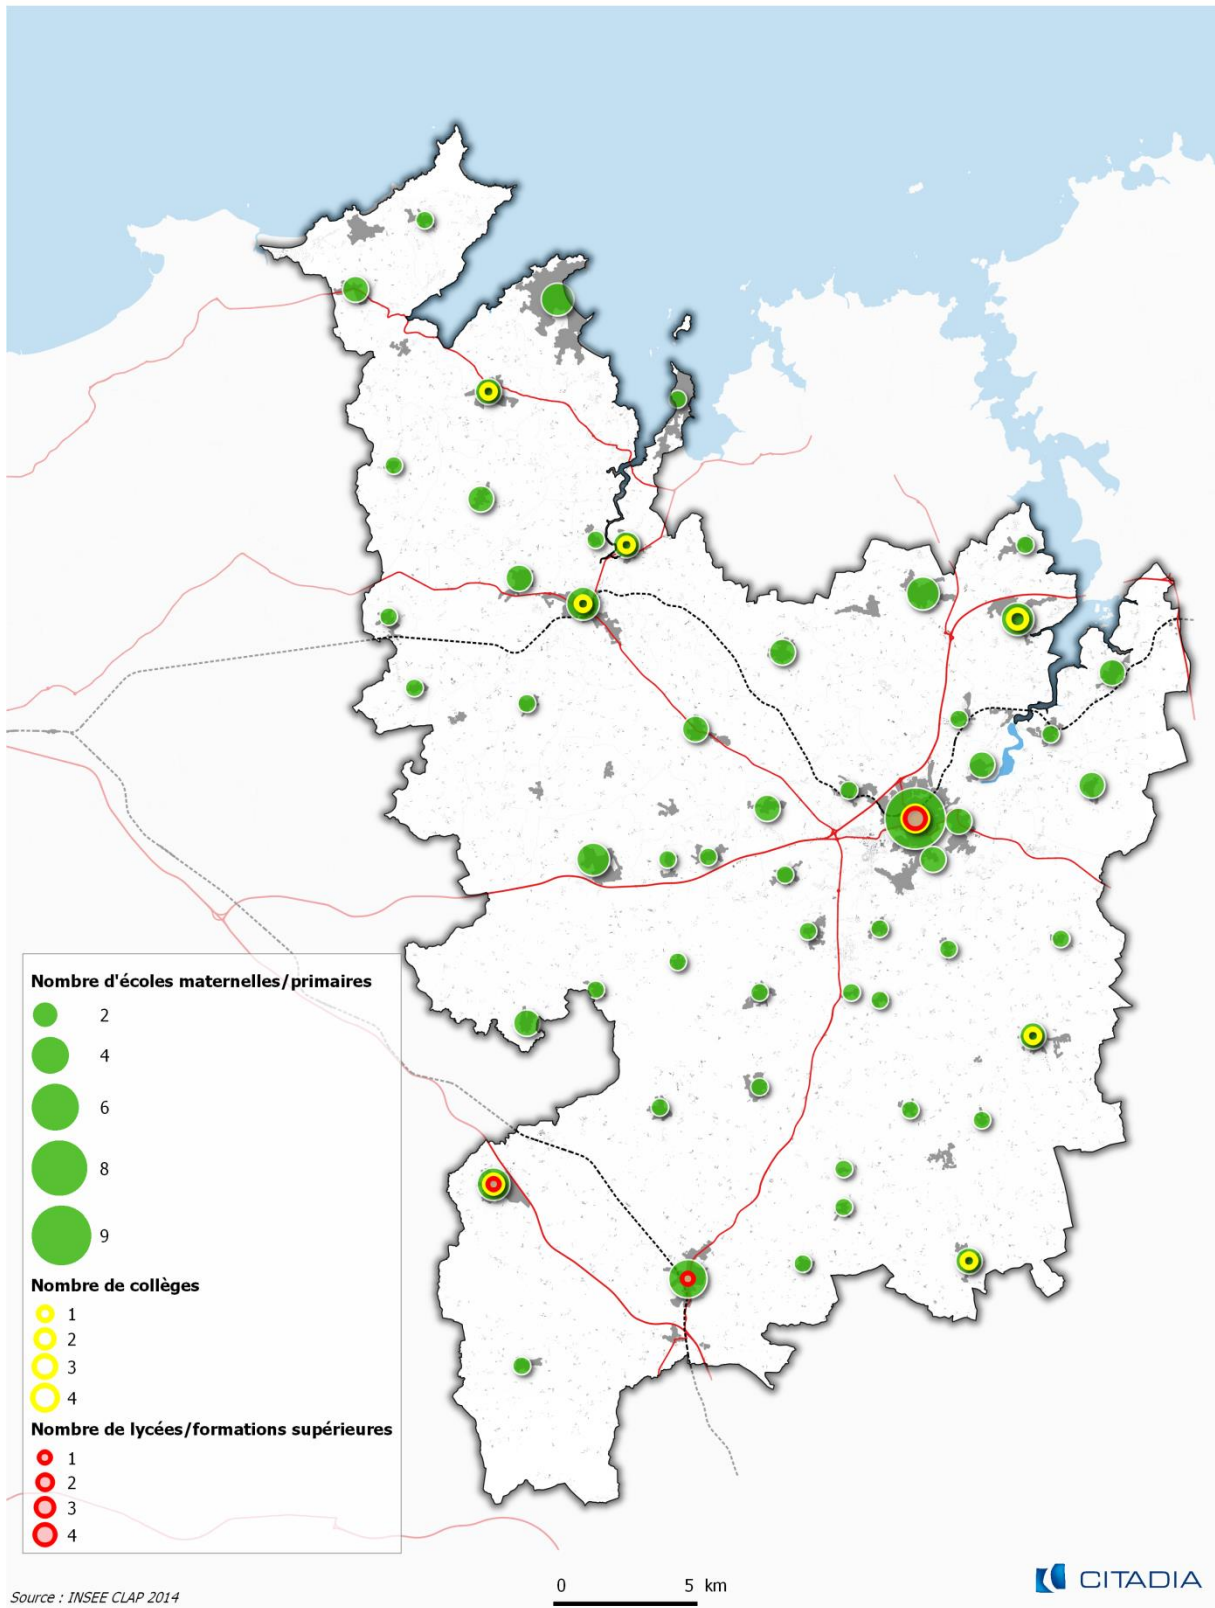 Nombre d'écoles maternelles/primaires
2
4
6
8
9
Nombre de collèges
1
2
3
4
Nombre de lycées/formations supérieures
1
2
3
4
Source : INSEE CLAP 2014
0 5 km
CITADIA